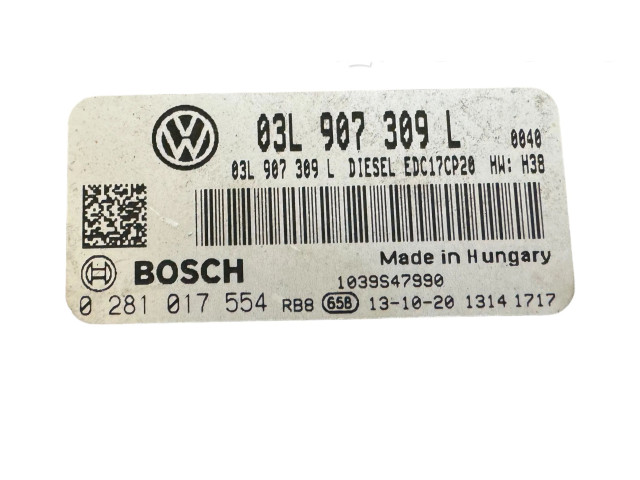 03L 907 309 L 0040
03L 907 309 L DIESEL EDC17CP20 HW: H38
Made in Hungary
BOSCH 1039S47990
0 281 017 554 RB8 65B 13-10-20 1314 1717